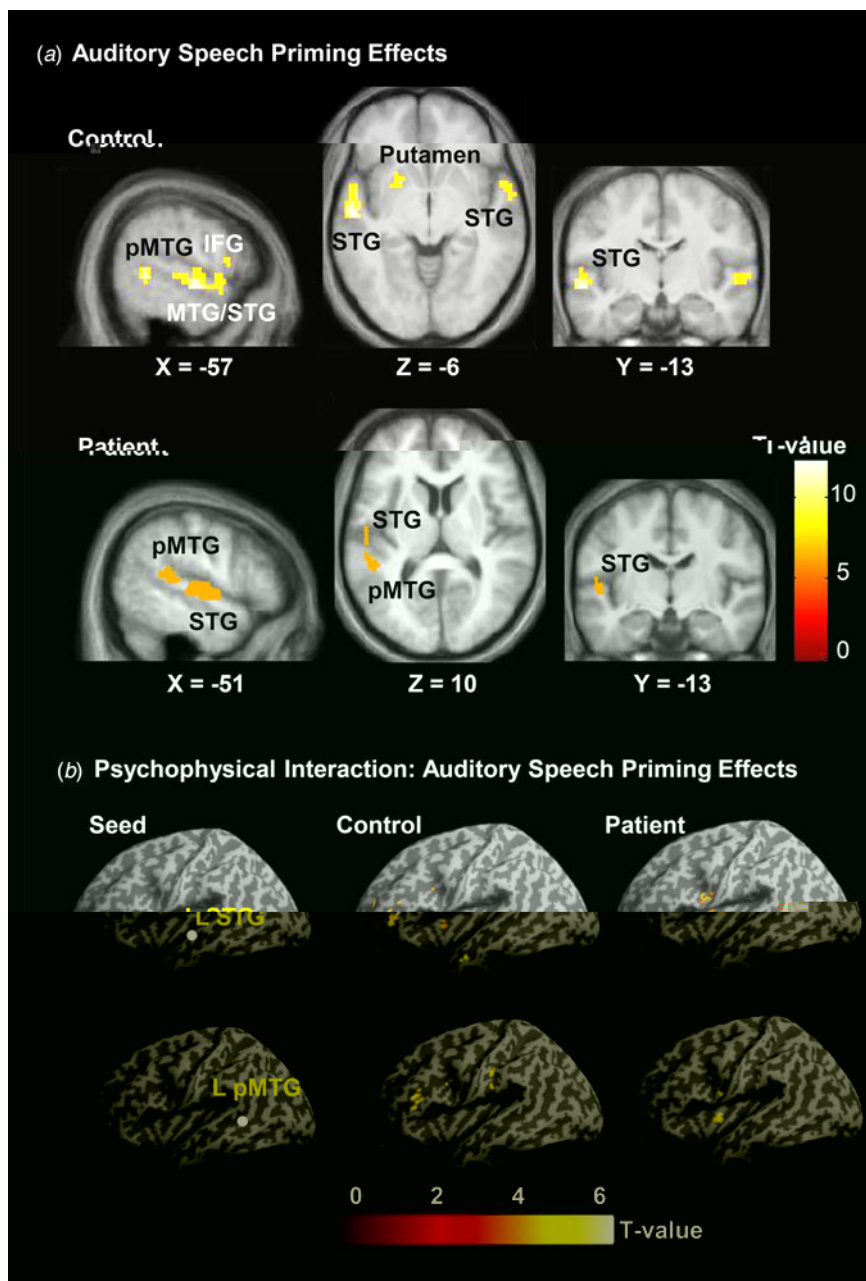 (a) Auditory Speech Priming Effects
Control
Putamen
pMTG IFG
STG STG STG
MTG/STG
X = -57 Z = -6 Y = -13
Patient
T-value
10
STG
pMTG
STG
pMTG
5
STG
0
X = -51 Z = 10 Y = -13
(b) Psychophysical Interaction: Auditory Speech Priming Effects
Seed Control Patient
L STG
L pMTG
0 2 4 6
T-value